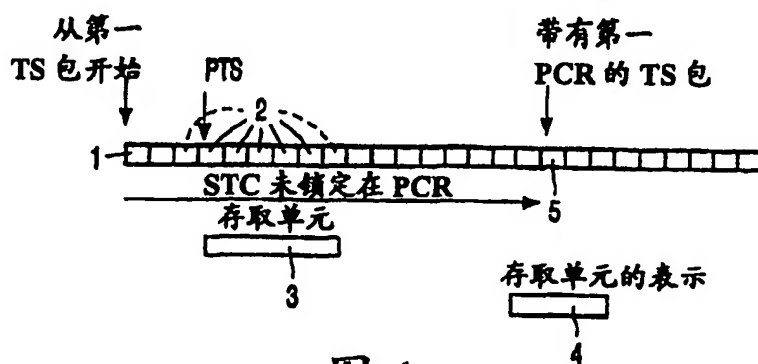 从第一
TS 包开始
PTS
2
带有第一
PCR 的 TS 包
1
STC 未锁定在 PCR
5
存取单元
3
存取单元的表示
4